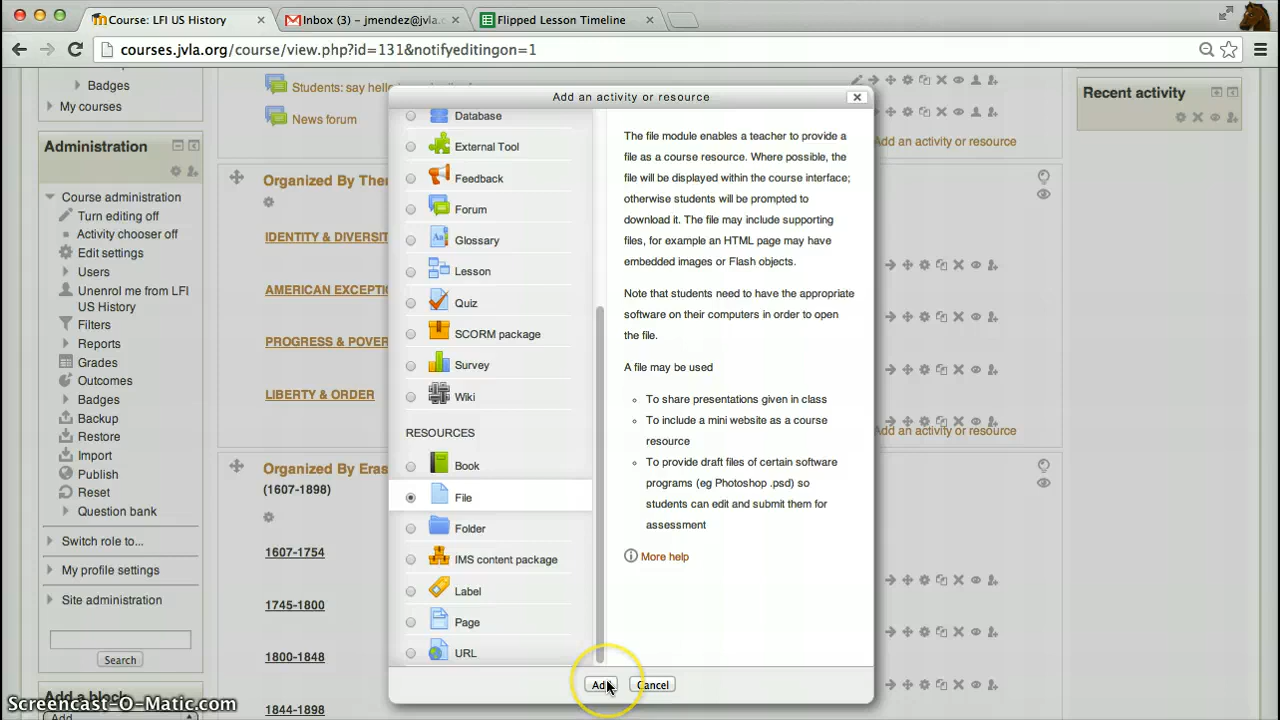 Course: LFI US History
Inbox (3) – jmendez@jvla.c
Flipped Lesson Timeline
courses.jvla.org/course/view.php?id=131&notifyeditingon=1
Badges
My courses
Administration
Course administration
Turn editing off
Activity chooser off
Edit settings
Users
Unenrol me from LFI
US History
Filters
Reports
Grades
Outcomes
Badges
Backup
Restore
Import
Publish
Reset
Question bank
Switch role to...
My profile settings
Site administration
Search
Add a block
Add
Students: say hello
News forum
Add an activity or resource
Organized By The
IDENTITY & DIVERSIT
AMERICAN EXCEPTI
PROGRESS & POVER
LIBERTY & ORDER
Add an activity or resource
Organized By Eras
(1607-1898)
1607-1754
1745-1800
1800-1848
1844-1898
Add an activity or resource
Database
External Tool
Feedback
Forum
Glossary
Lesson
Quiz
SCORM package
Survey
Wiki
RESOURCES
Book
File
Folder
IMS content package
Label
Page
URL
The file module enables a teacher to provide a
file as a course resource. Where possible, the
file will be displayed within the course interface;
otherwise students will be prompted to
download it. The file may include supporting
files, for example an HTML page may have
embedded images or Flash objects.
Note that students need to have the appropriate
software on their computers in order to open
the file.
A file may be used
To share presentations given in class
To include a mini website as a course
resource
To provide draft files of certain software
programs (eg Photoshop .psd) so
students can edit and submit them for
assessment
More help
Add
Cancel
Recent activity
Screencast-O-Matic.com